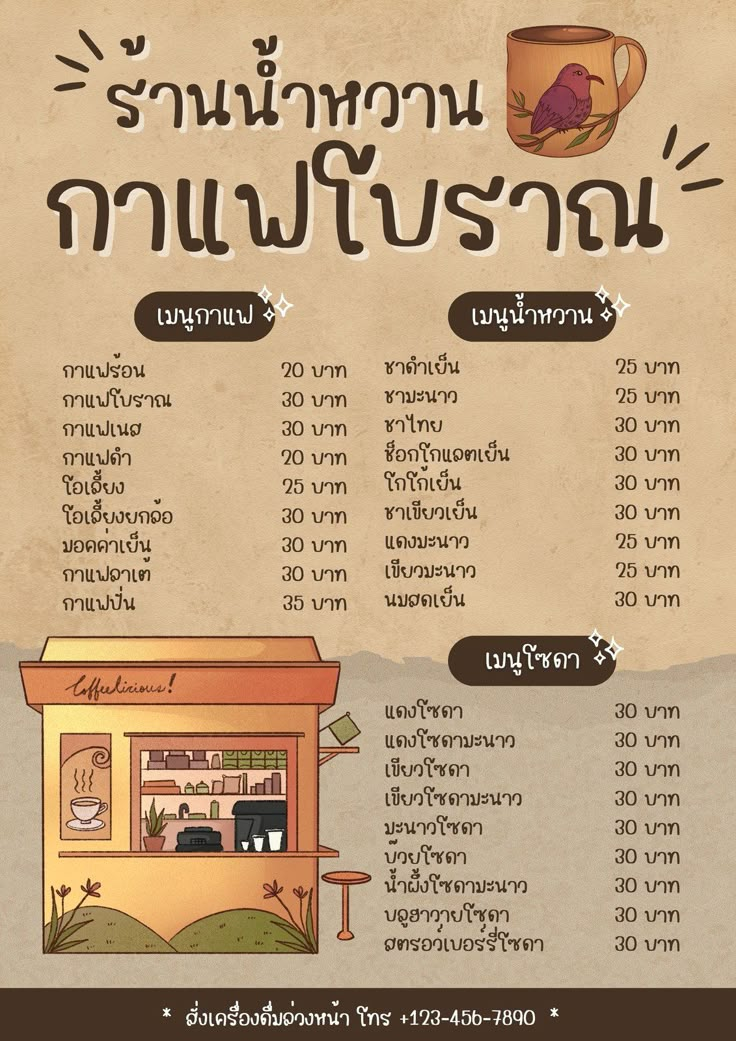 ร้านน้ำหวาน
กาแฟโบราณ
เมนูกาแฟ
กาแฟร้อน 20 บาท
กาแฟโบราณ 30 บาท
กาแฟเนส 30 บาท
กาแฟดำ 20 บาท
โอเลี้ยง 25 บาท
โอเลี้ยงยกล้อ 30 บาท
มอคค่าเย็น 30 บาท
กาแฟลาเต้ 30 บาท
กาแฟปั่น 35 บาท
เมนูน้ำหวาน
ชาดำเย็น 25 บาท
ชามะนาว 25 บาท
ชาไทย 30 บาท
ช็อกโกแลตเย็น 30 บาท
โกโก้เย็น 30 บาท
ชาเขียวเย็น 30 บาท
แดงมะนาว 25 บาท
เขียวมะนาว 25 บาท
นมสดเย็น 30 บาท
เมนูโซดา
แดงโซดา 30 บาท
แดงโซดามะนาว 30 บาท
เขียวโซดา 30 บาท
เขียวโซดามะนาว 30 บาท
มะนาวโซดา 30 บาท
บ๊วยโซดา 30 บาท
น้ำผึ้งโซดามะนาว 30 บาท
บลูฮาวายโซดา 30 บาท
สตรอว์เบอร์รี่โซดา 30 บาท
Coffeelicious!
* สั่งเครื่องดื่มล่วงหน้า โทร +123-456-7890 *